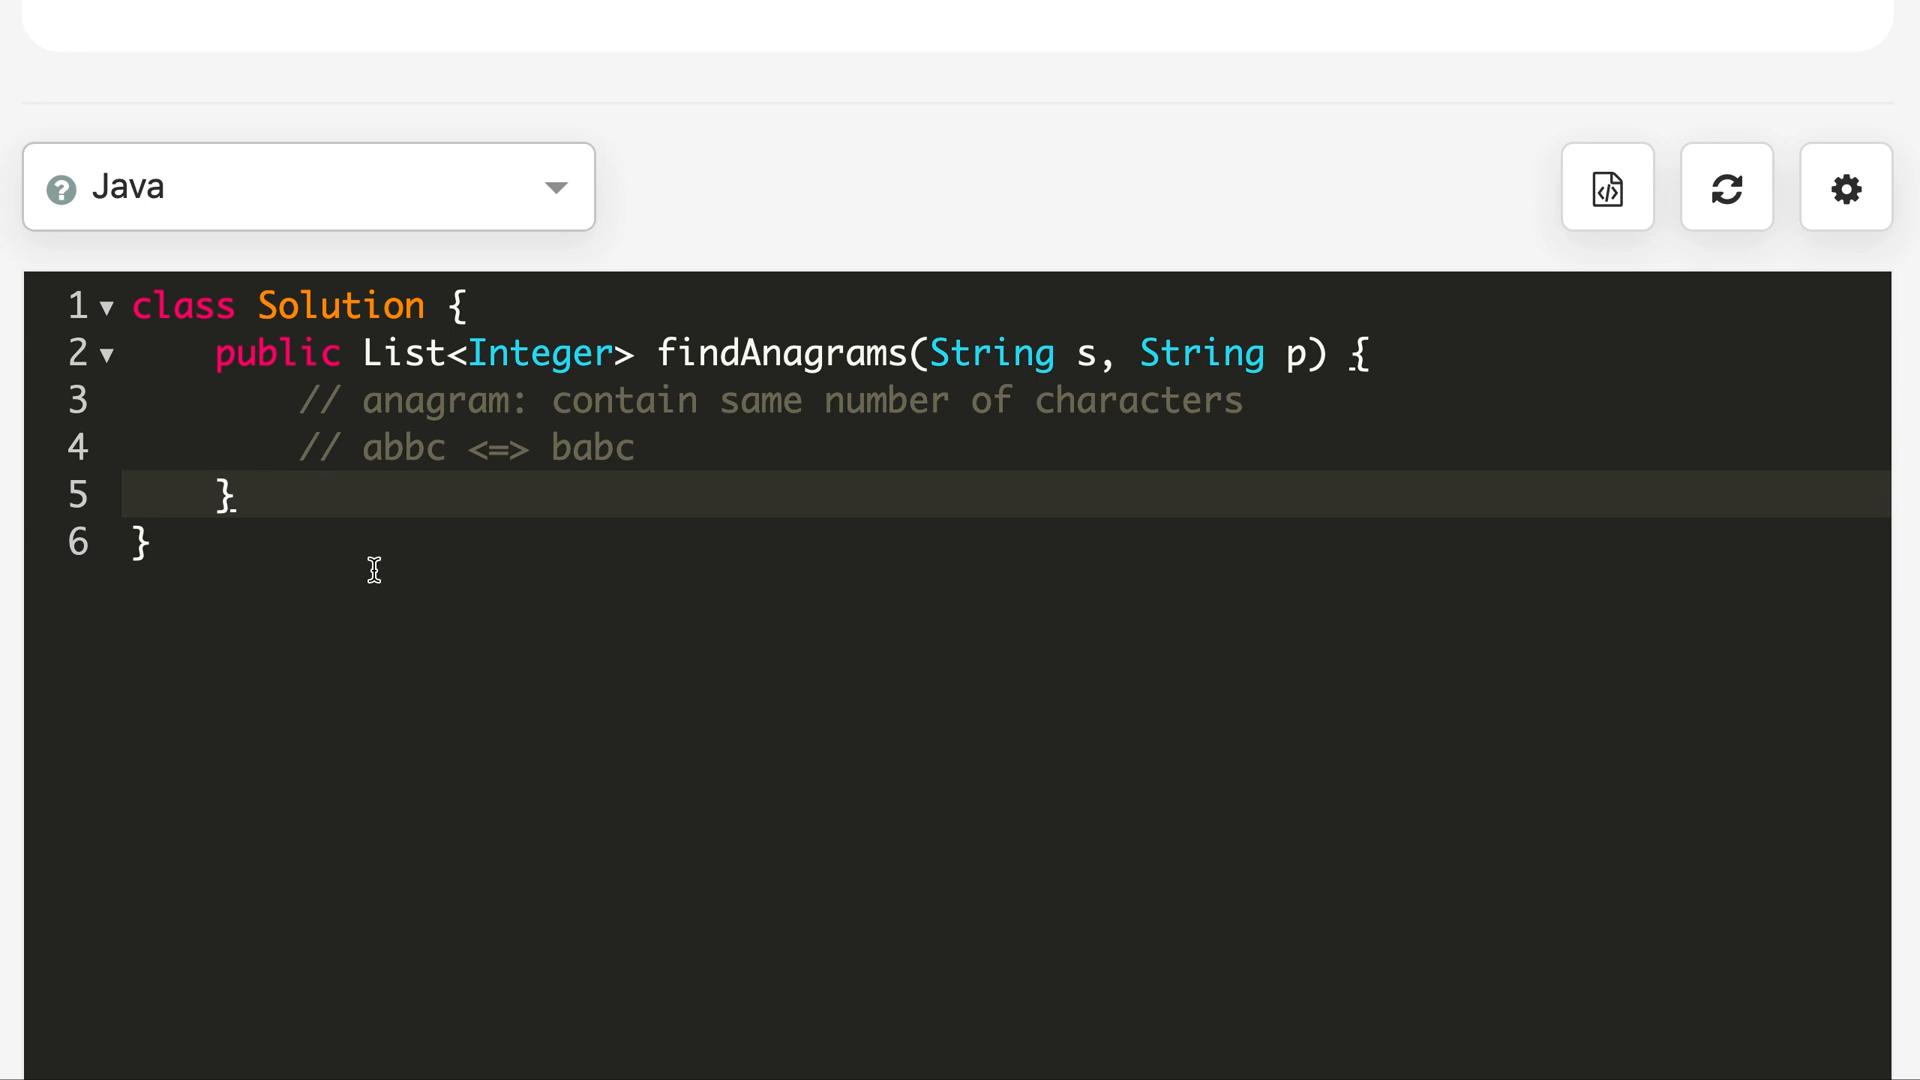 Java
1 class Solution {
2 public List<Integer> findAnagrams(String s, String p) {
3 // anagram: contain same number of characters
4 // abbc <=> babc
5 }
6 }